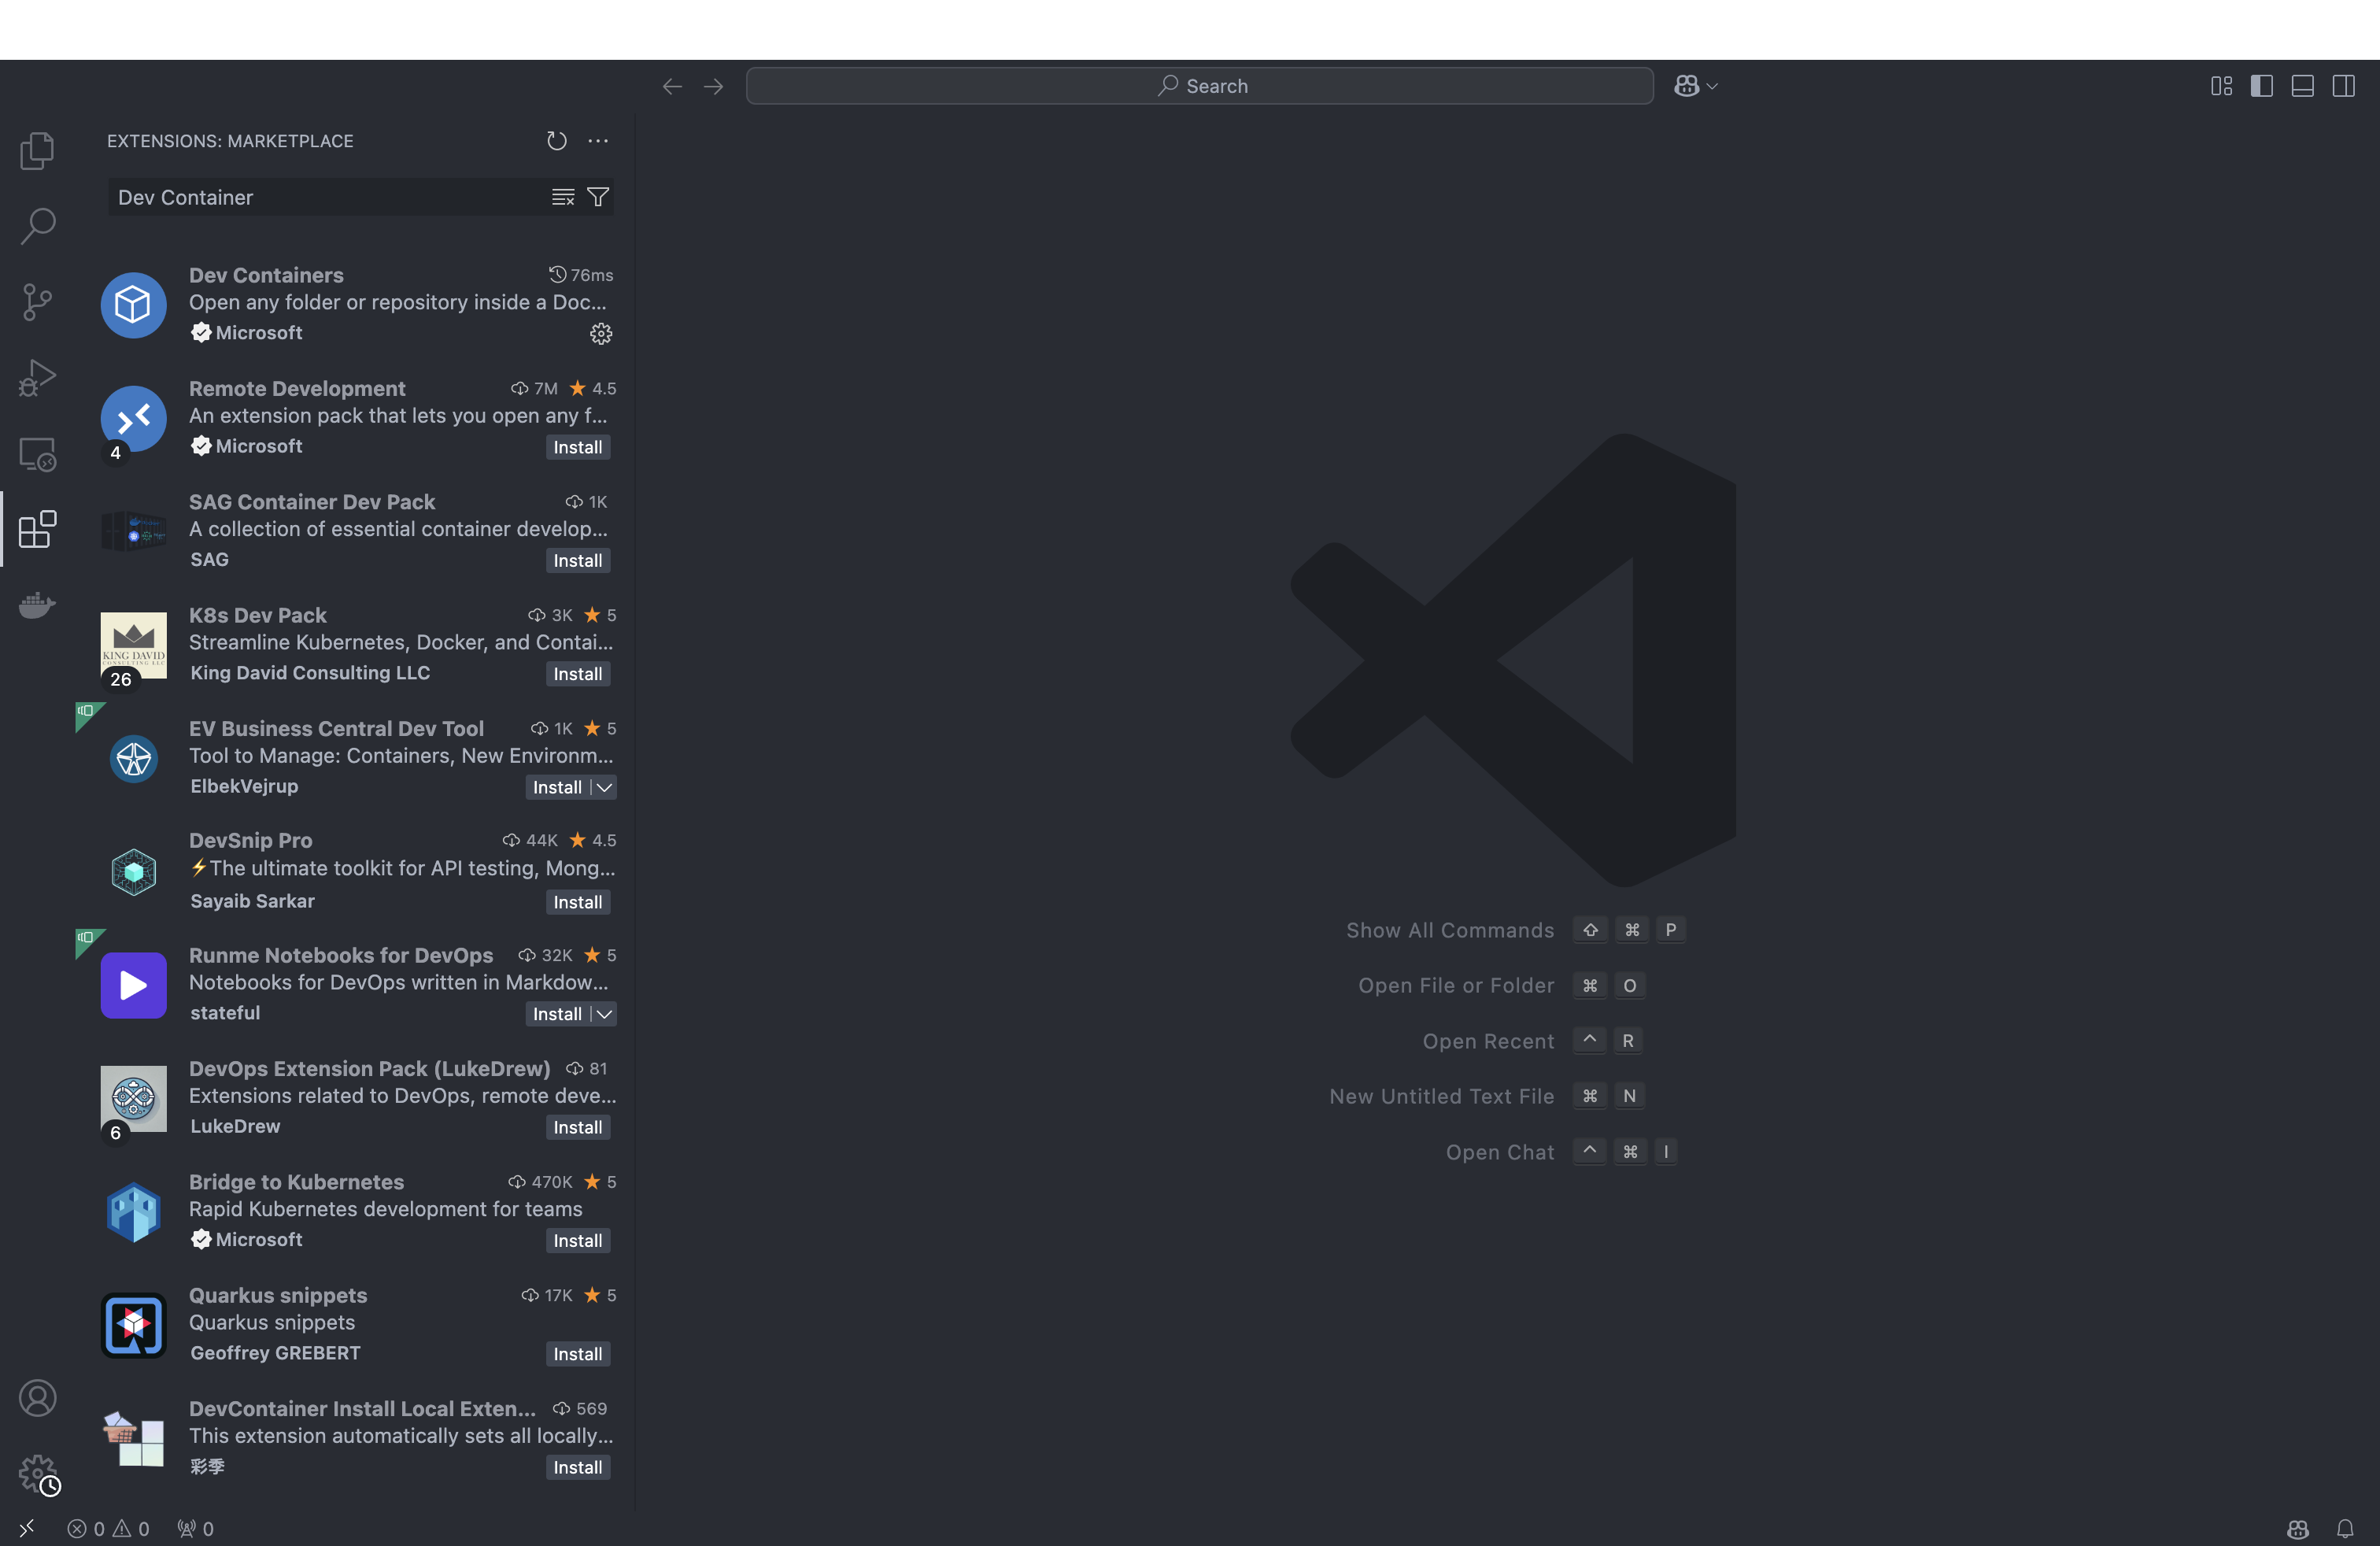 Search
EXTENSIONS: MARKETPLACE
Dev Container
Dev Containers
76ms
Open any folder or repository inside a Doc...
Microsoft
Remote Development
7M 4.5
An extension pack that lets you open any f...
Microsoft
Install
4
SAG Container Dev Pack
1K
A collection of essential container develop...
SAG
Install
K8s Dev Pack
3K 5
Streamline Kubernetes, Docker, and Contai...
King David Consulting LLC
Install
KING DAVID
CONSULTING LLC
26
EV Business Central Dev Tool
1K 5
Tool to Manage: Containers, New Environm...
ElbekVejrup
Install
DevSnip Pro
44K 4.5
⚡The ultimate toolkit for API testing, Mong...
Sayaib Sarkar
Install
Runme Notebooks for DevOps
32K 5
Notebooks for DevOps written in Markdow...
stateful
Install
DevOps Extension Pack (LukeDrew)
81
Extensions related to DevOps, remote deve...
LukeDrew
Install
6
Bridge to Kubernetes
470K 5
Rapid Kubernetes development for teams
Microsoft
Install
Quarkus snippets
17K 5
Quarkus snippets
Geoffrey GREBERT
Install
DevContainer Install Local Exten...
569
This extension automatically sets all locally...
彩季
Install
Show All Commands ⇧ ⌘ P
Open File or Folder ⌘ O
Open Recent ^ R
New Untitled Text File ⌘ N
Open Chat ^ ⌘ I
0 0 0